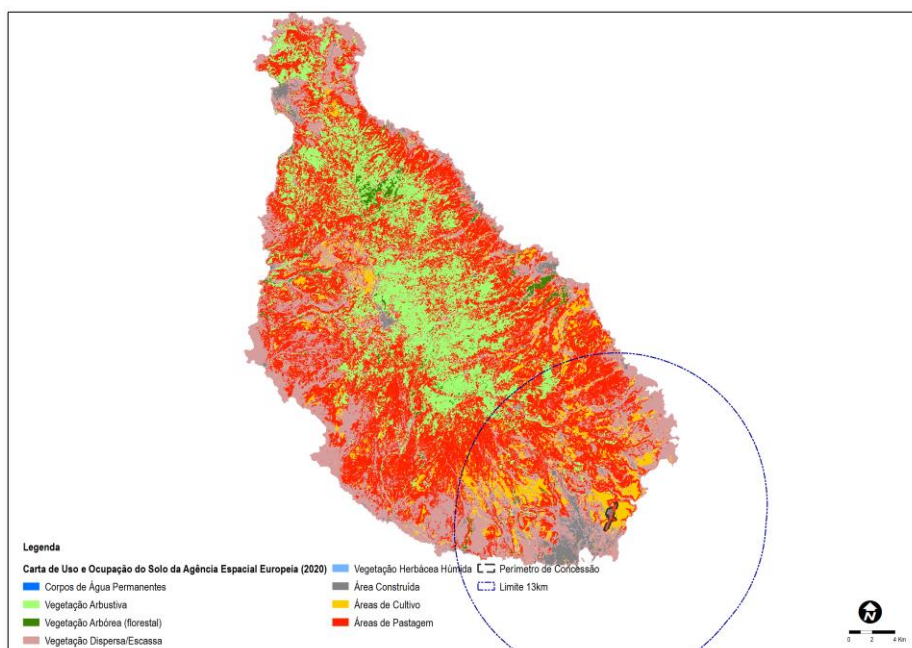 Legenda
Carta de Uso e Ocupação do Solo da Agência Espacial Europeia (2020)
Corpos de Água Permanentes
Vegetação Arbustiva
Vegetação Arbórea (florestal)
Vegetação Dispersa/Escassa
Vegetação Herbácea Húmida
Área Construída
Áreas de Cultivo
Áreas de Pastagem
Perimetro de Concessão
Limite 13km
N
0 2 4 Km